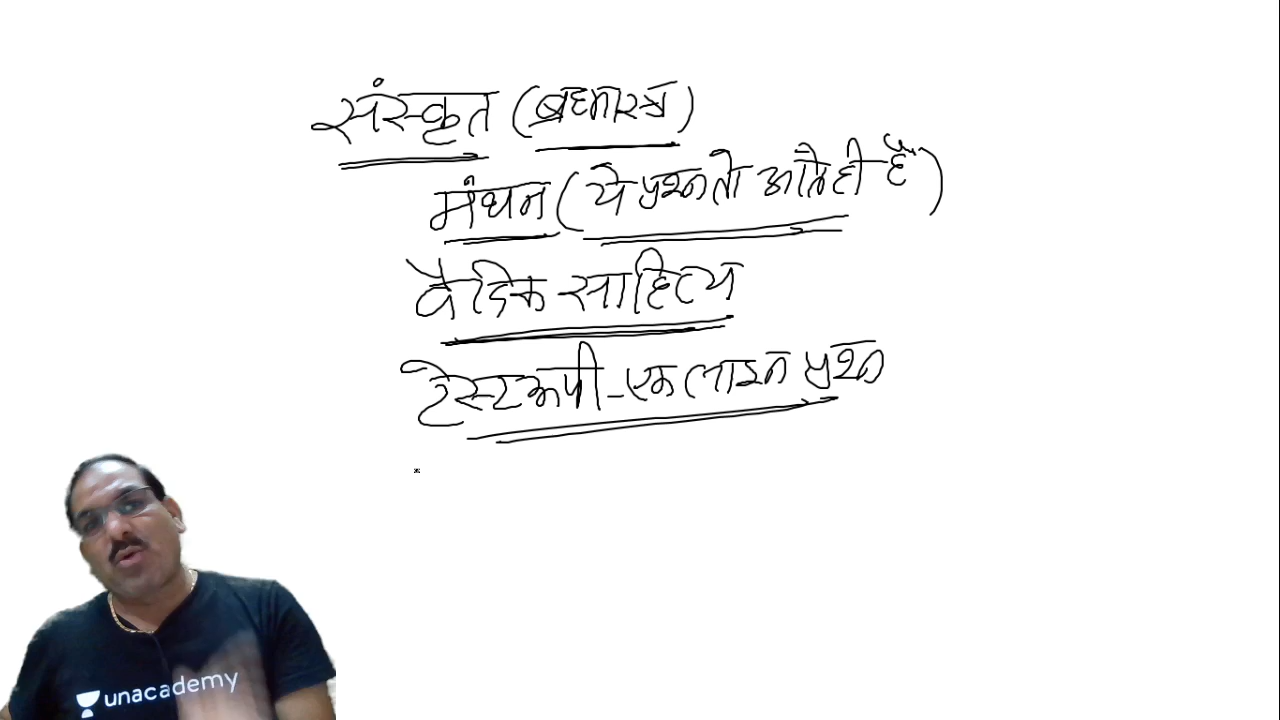 संस्कृत (ब्रह्मास्त्र)
मंथन (ये प्रश्न तो आते ही हैं)
वैदिक साहित्य
टेस्ट कॉपी - एक लाइन प्रश्न
unacademy